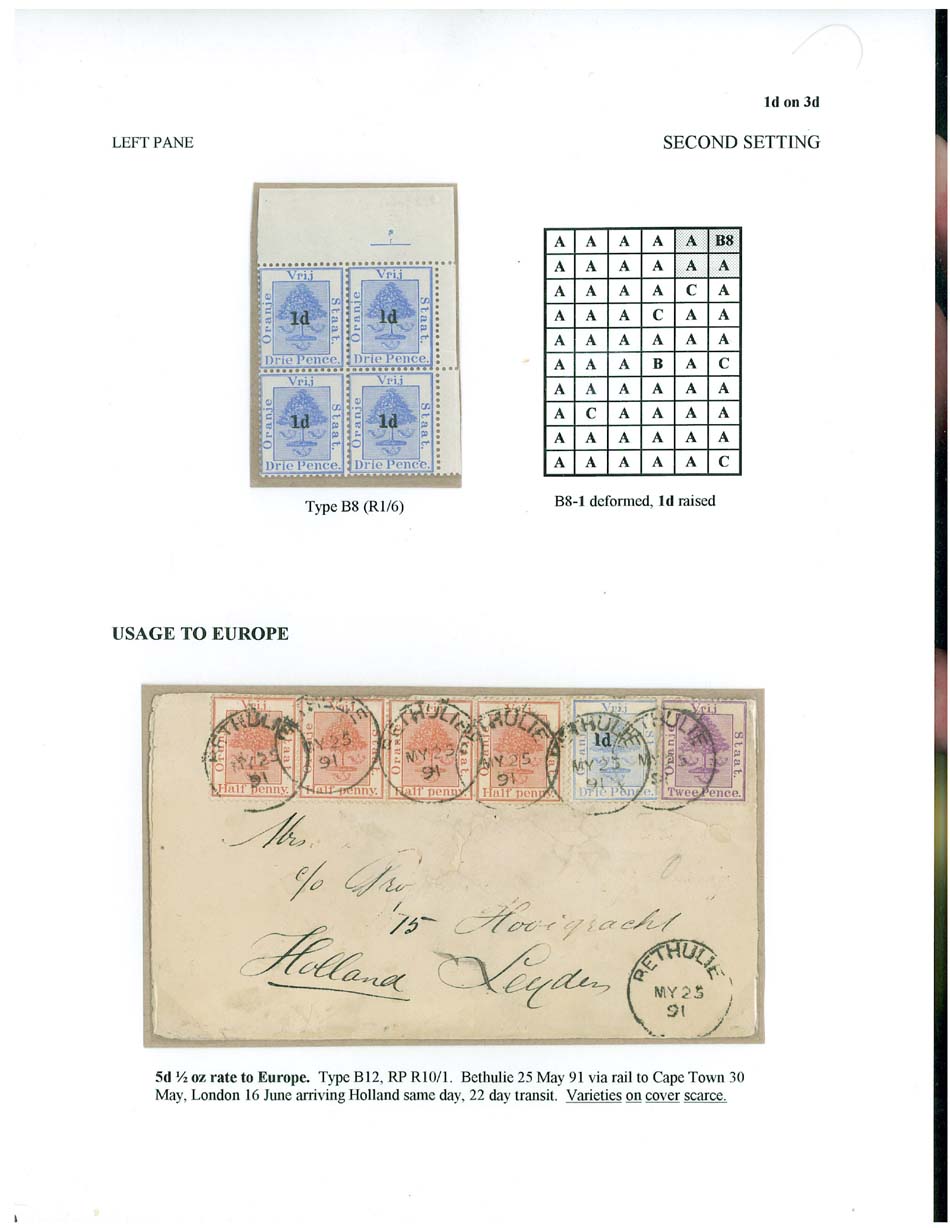 1d on 3d
LEFT PANE
SECOND SETTING
Vrij Vrij
Oranje 1d Staat. Oranje 1d Staat.
Drie Pence. Drie Pence.
Vrij Vrij
Oranje 1d Staat. Oranje 1d Staat.
Drie Pence. Drie Pence.
A A A A A B8
A A A A A A
A A A A C A
A A A C A A
A A A A A A
A A A B A C
A A A A A A
A C A A A A
A A A A A A
A A A A A C
Type B8 (R1/6)
B8-1 deformed, 1d raised
USAGE TO EUROPE
BETHULIE MY 25 91
Half penny. Half penny. Half penny. Half penny. 1d Drie Pence. Vrij Staat. Twee Pence.
Mrs.
c/o
75 Hooigracht
Holland Leyden
BETHULIE
MY 25
91
5d ½ oz rate to Europe. Type B12, RP R10/1. Bethulie 25 May 91 via rail to Cape Town 30
May, London 16 June arriving Holland same day, 22 day transit. Varieties on cover scarce.